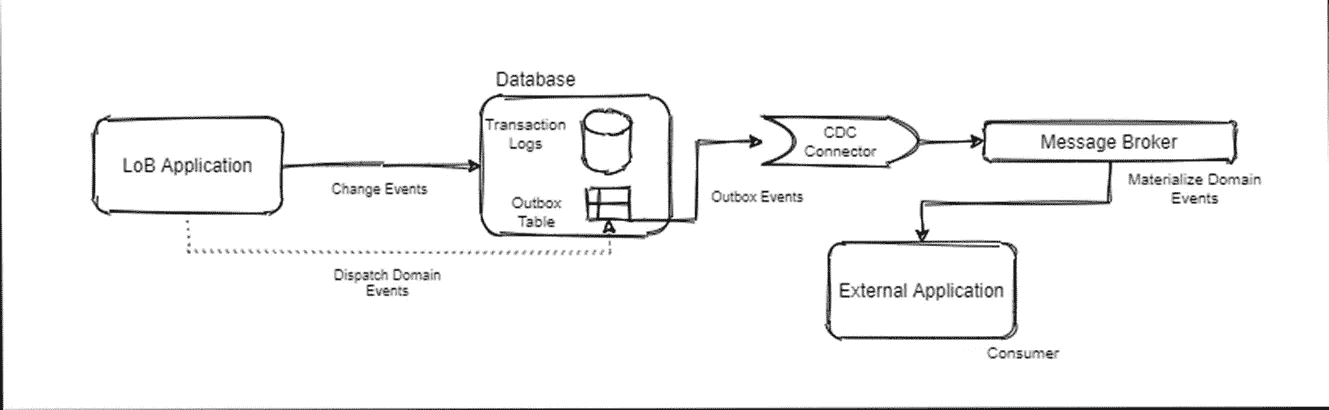 Database
Transaction
Logs
LoB Application
Change Events
Outbox
Table
Dispatch Domain
Events
Outbox Events
CDC
Connector
Message Broker
Materialize Domain
Events
External Application
Consumer